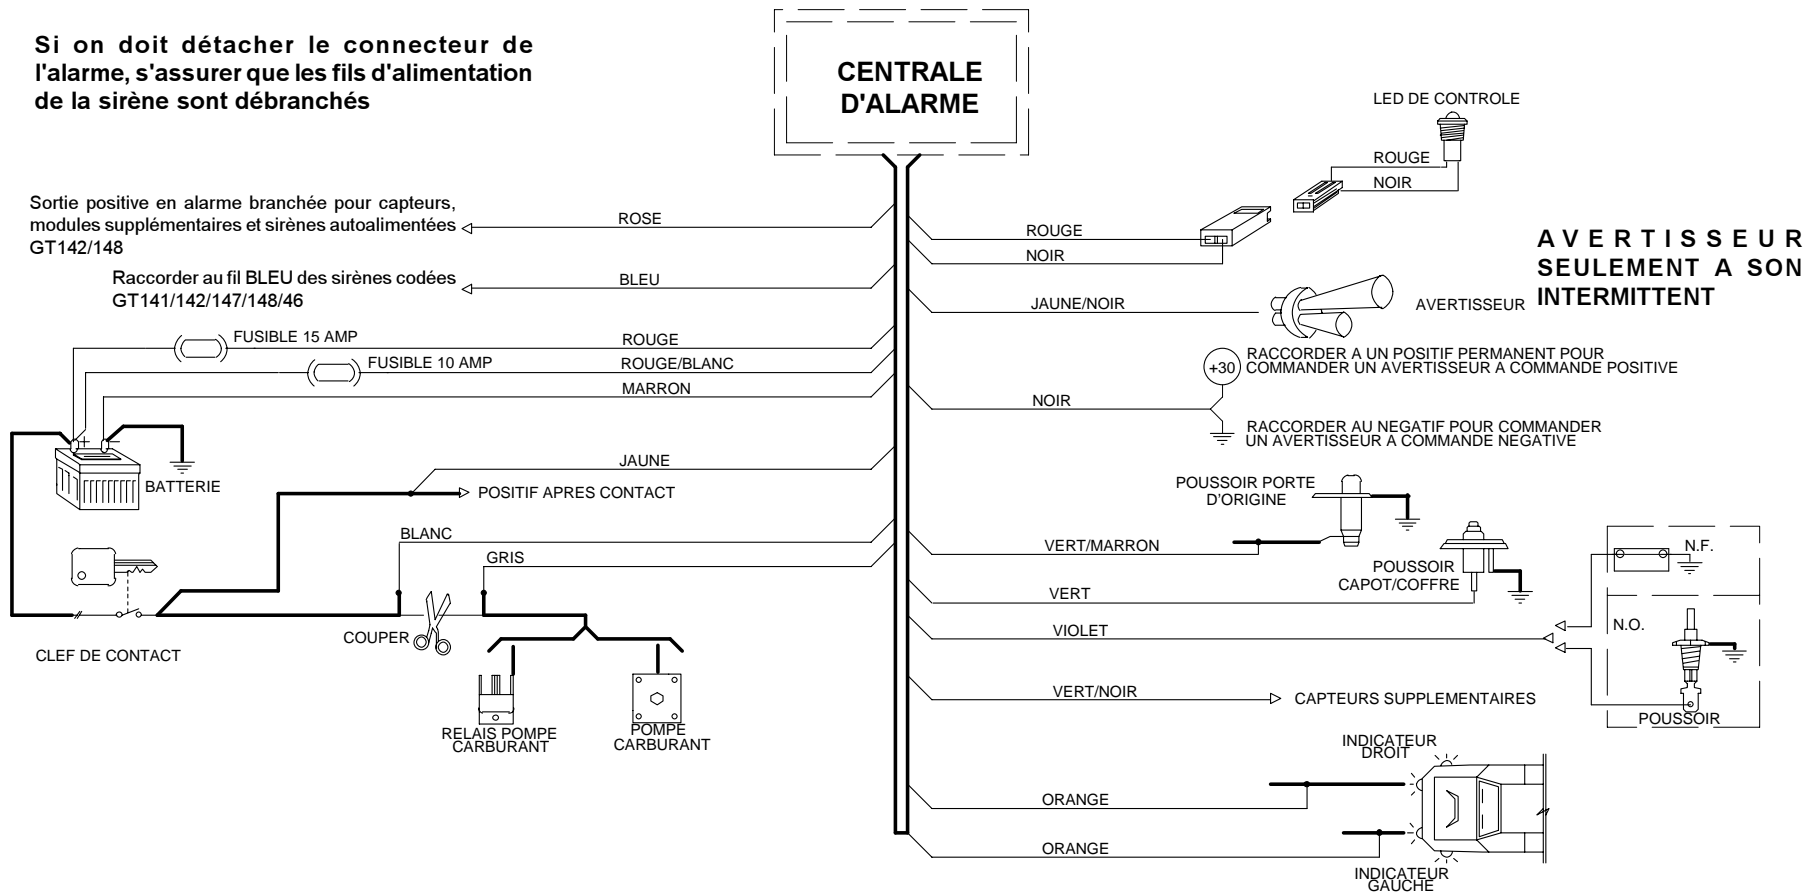 Si on doit détacher le connecteur de
l'alarme, s'assurer que les fils d'alimentation
de la sirène sont débranchés
CENTRALE
D'ALARME
LED DE CONTROLE
ROUGE
NOIR
Sortie positive en alarme branchée pour capteurs,
modules supplémentaires et sirènes autoalimentées
GT142/148
ROSE
Raccorder au fil BLEU des sirènes codées
GT141/142/147/148/46
BLEU
FUSIBLE 15 AMP
ROUGE
FUSIBLE 10 AMP
ROUGE/BLANC
MARRON
+
−
BATTERIE
JAUNE
POSITIF APRES CONTACT
BLANC
GRIS
COUPER
CLEF DE CONTACT
RELAIS POMPE
CARBURANT
POMPE
CARBURANT
ROUGE
NOIR
AVERTISSEUR
SEULEMENT A SON
INTERMITTENT
JAUNE/NOIR
AVERTISSEUR
+30
RACCORDER A UN POSITIF PERMANENT POUR
COMMANDER UN AVERTISSEUR A COMMANDE POSITIVE
NOIR
RACCORDER AU NEGATIF POUR COMMANDER
UN AVERTISSEUR A COMMANDE NEGATIVE
POUSSOIR PORTE
D'ORIGINE
VERT/MARRON
POUSSOIR
CAPOT/COFFRE
VERT
N.F.
VIOLET
N.O.
POUSSOIR
VERT/NOIR
CAPTEURS SUPPLEMENTAIRES
INDICATEUR
DROIT
ORANGE
ORANGE
INDICATEUR
GAUCHE